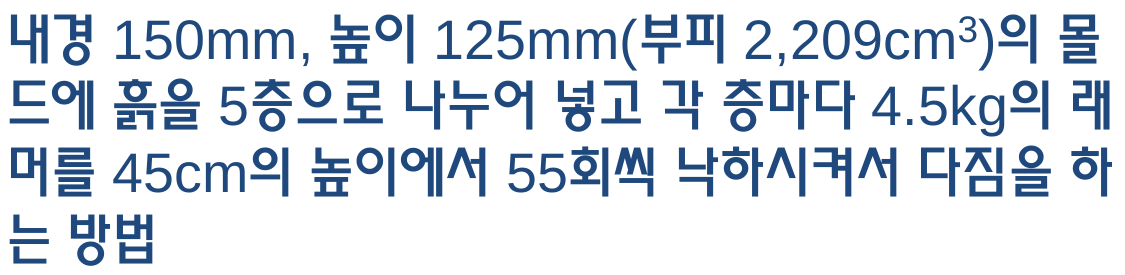 내경 150mm, 높이 125mm(부피 2,209cm³)의 몰
드에 흙을 5층으로 나누어 넣고 각 층마다 4.5kg의 래
머를 45cm의 높이에서 55회씩 낙하시켜서 다짐을 하
는 방법